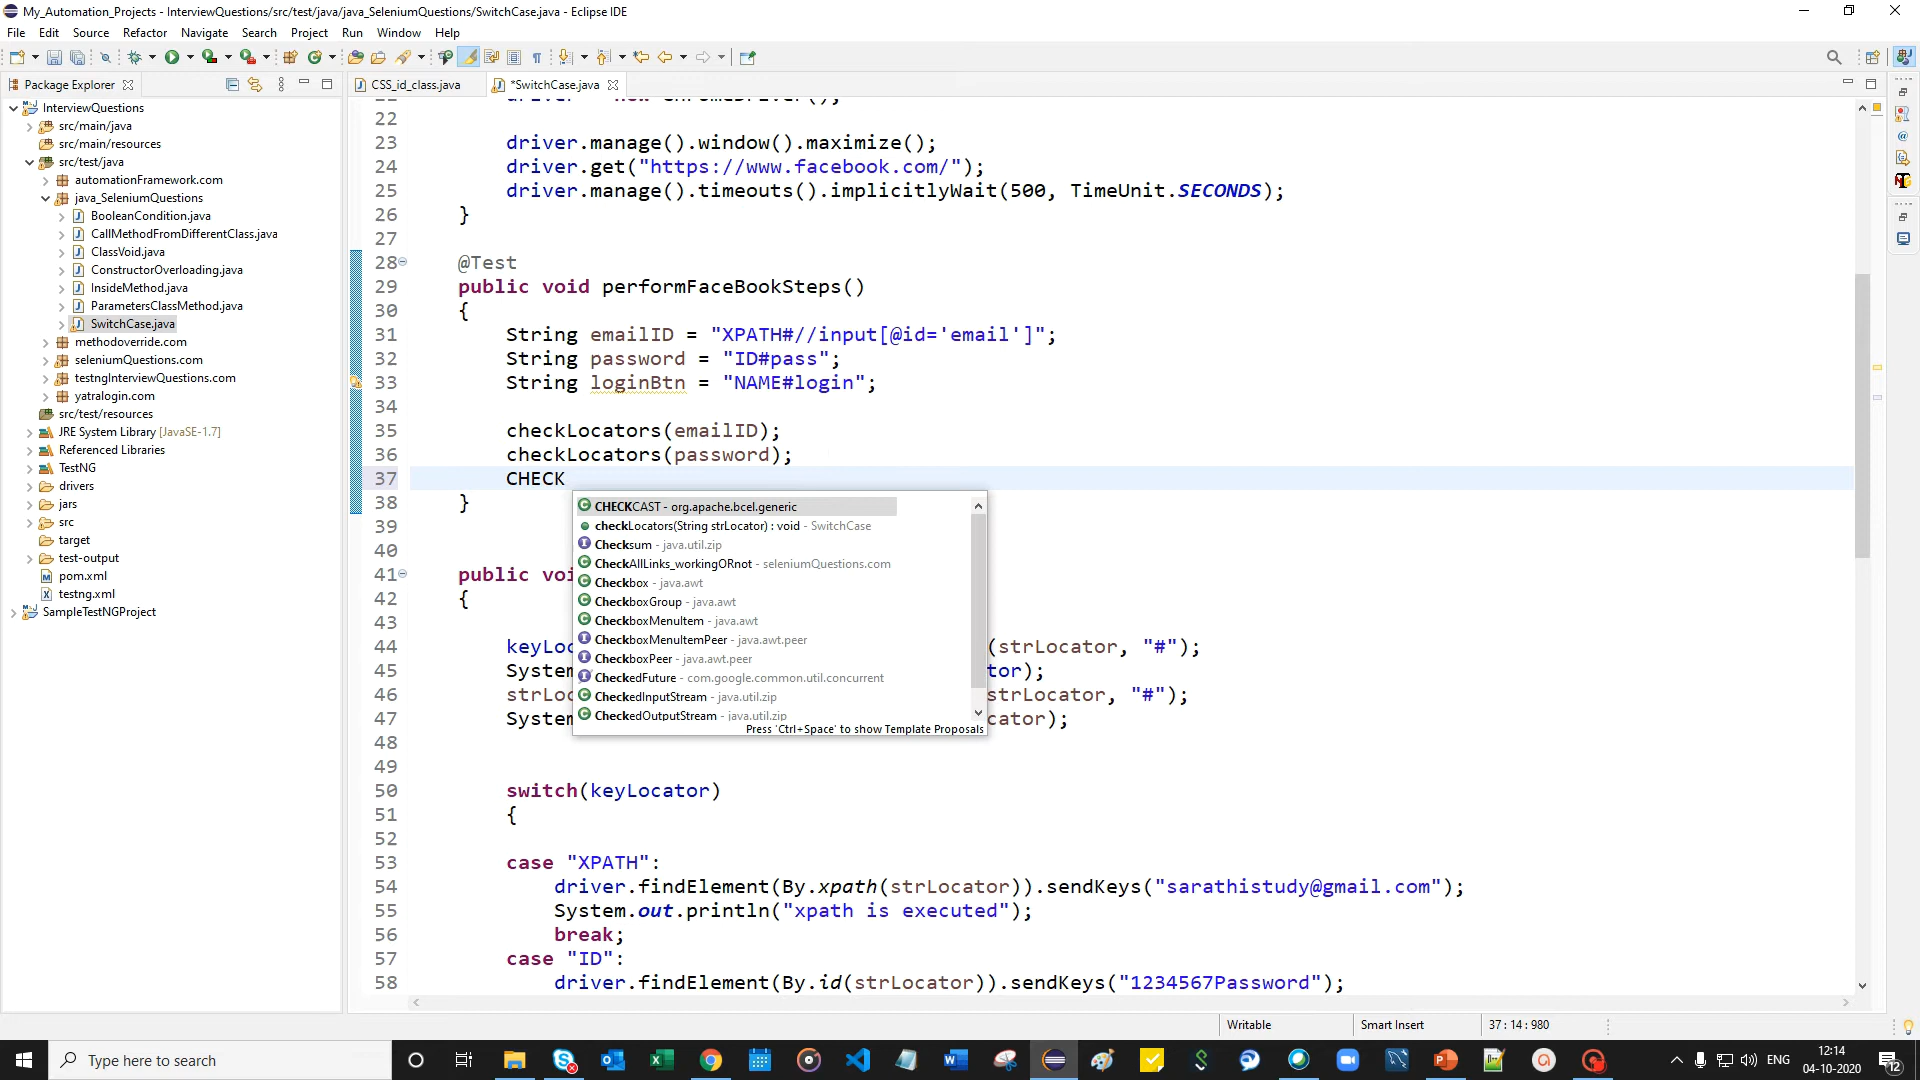 My_Automation_Projects - InterviewQuestions/src/test/java/java_SeleniumQuestions/SwitchCase.java - Eclipse IDE
File Edit Source Refactor Navigate Search Project Run Window Help
Package Explorer
CSS_id_class.java
*SwitchCase.java
InterviewQuestions
src/main/java
src/main/resources
src/test/java
automationFramework.com
java_SeleniumQuestions
BooleanCondition.java
CallMethodFromDifferentClass.java
ClassVoid.java
ConstructorOverloading.java
InsideMethod.java
ParametersClassMethod.java
SwitchCase.java
methodoverride.com
seleniumQuestions.com
testngInterviewQuestions.com
yatralogin.com
src/test/resources
JRE System Library [JavaSE-1.7]
Referenced Libraries
TestNG
drivers
jars
src
target
test-output
pom.xml
testng.xml
SampleTestNGProject
22
23 driver.manage().window().maximize();
24 driver.get("https://www.facebook.com/");
25 driver.manage().timeouts().implicitlyWait(500, TimeUnit.SECONDS);
26 }
27
28 @Test
29 public void performFaceBookSteps()
30 {
31 String emailID = "XPATH#//input[@id='email']";
32 String password = "ID#pass";
33 String loginBtn = "NAME#login";
34
35 checkLocators(emailID);
36 checkLocators(password);
37 CHECK
38 }
39
40
41 public voi
42 {
43
44 keyLoc (strLocator, "#");
45 System tor);
46 strLoc strLocator, "#");
47 System cator);
48
49
50 switch(keyLocator)
51 {
52
53 case "XPATH":
54 driver.findElement(By.xpath(strLocator)).sendKeys("sarathistudy@gmail.com");
55 System.out.println("xpath is executed");
56 break;
57 case "ID":
58 driver.findElement(By.id(strLocator)).sendKeys("1234567Password");
CHECKCAST - org.apache.bcel.generic
checkLocators(String strLocator) : void - SwitchCase
Checksum - java.util.zip
CheckAllLinks_workingORnot - seleniumQuestions.com
Checkbox - java.awt
CheckboxGroup - java.awt
CheckboxMenuItem - java.awt
CheckboxMenuItemPeer - java.awt.peer
CheckboxPeer - java.awt.peer
CheckedFuture - com.google.common.util.concurrent
CheckedInputStream - java.util.zip
CheckedOutputStream - java.util.zip
Press 'Ctrl+Space' to show Template Proposals
Writable
Smart Insert
37 : 14 : 980
Type here to search
ENG
12:14
04-10-2020
12